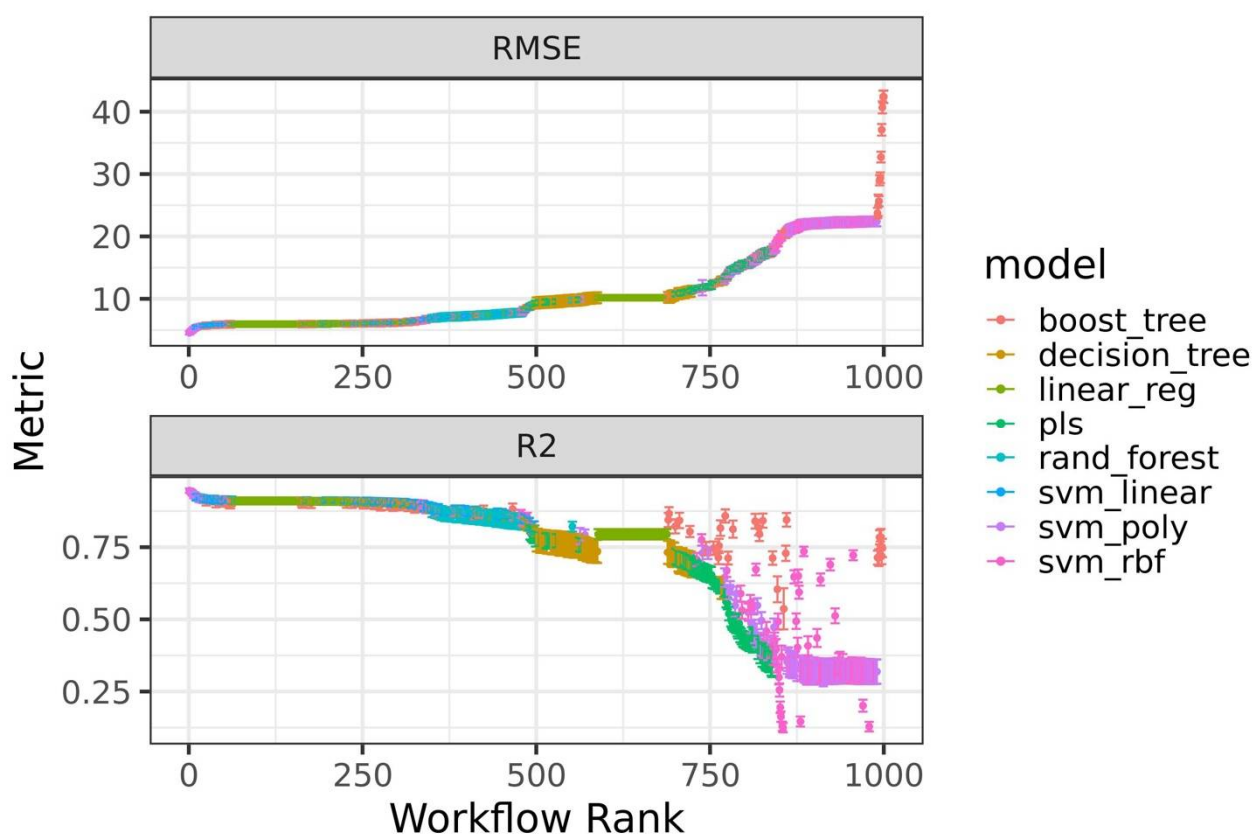 RMSE
40
30
20
10
0 250 500 750 1000
R2
0.75
0.50
0.25
0 250 500 750 1000
Workflow Rank
Metric
model
boost_tree
decision_tree
linear_reg
pls
rand_forest
svm_linear
svm_poly
svm_rbf